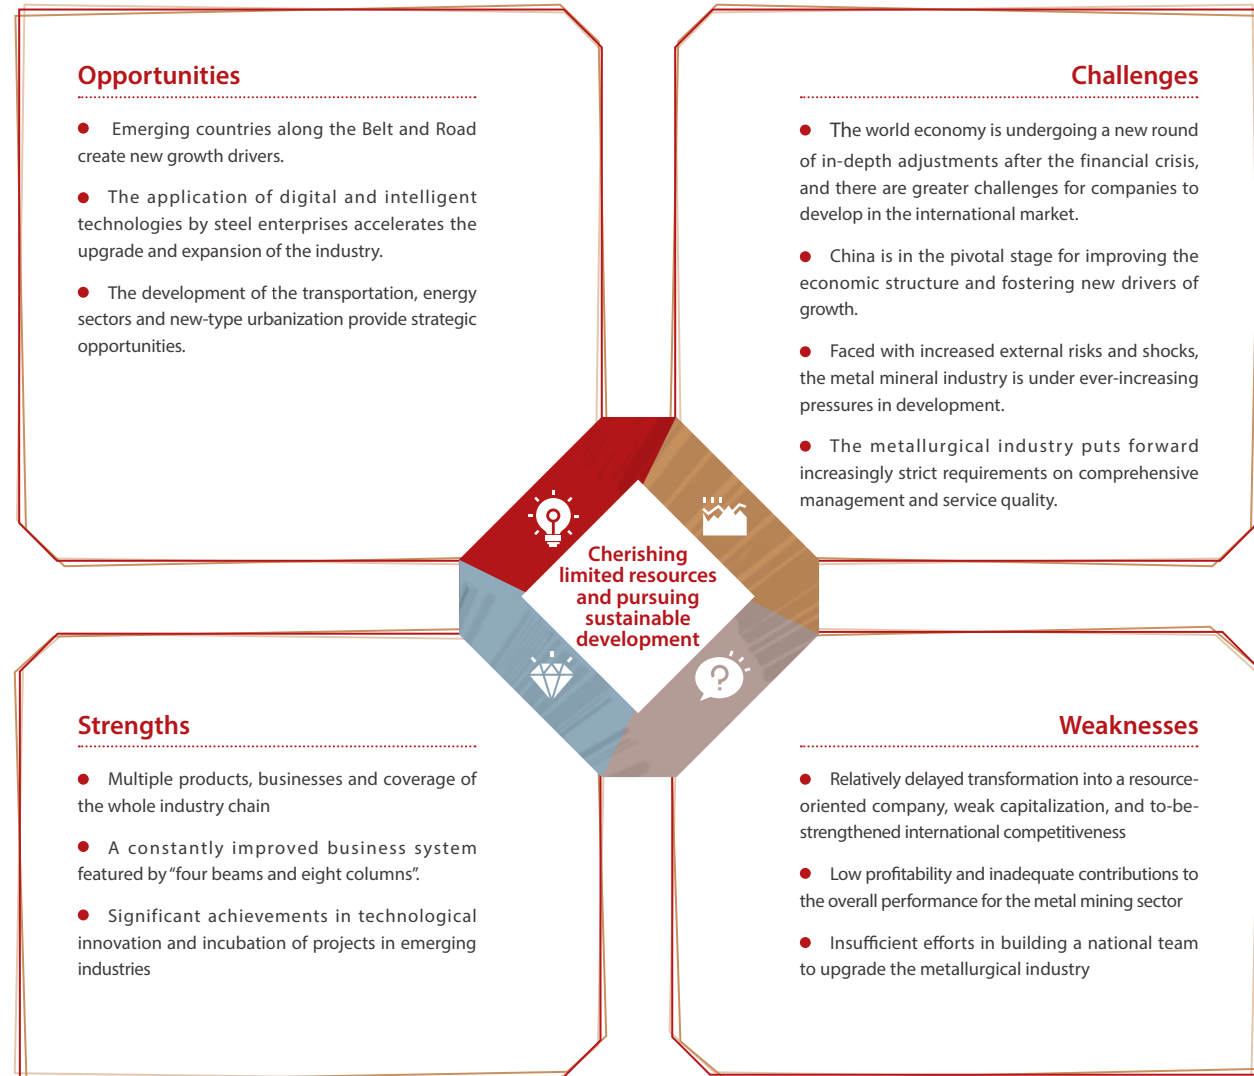 Opportunities
● Emerging countries along the Belt and Road
create new growth drivers.
● The application of digital and intelligent
technologies by steel enterprises accelerates the
upgrade and expansion of the industry.
● The development of the transportation, energy
sectors and new-type urbanization provide strategic
opportunities.
Challenges
● The world economy is undergoing a new round
of in-depth adjustments after the financial crisis,
and there are greater challenges for companies to
develop in the international market.
● China is in the pivotal stage for improving the
economic structure and fostering new drivers of
growth.
● Faced with increased external risks and shocks,
the metal mineral industry is under ever-increasing
pressures in development.
● The metallurgical industry puts forward
increasingly strict requirements on comprehensive
management and service quality.
Cherishing
limited resources
and pursuing
sustainable
development
Strengths
● Multiple products, businesses and coverage of
the whole industry chain
● A constantly improved business system
featured by “four beams and eight columns”.
● Significant achievements in technological
innovation and incubation of projects in emerging
industries
Weaknesses
● Relatively delayed transformation into a resource-
oriented company, weak capitalization, and to-be-
strengthened international competitiveness
● Low profitability and inadequate contributions to
the overall performance for the metal mining sector
● Insufficient efforts in building a national team
to upgrade the metallurgical industry